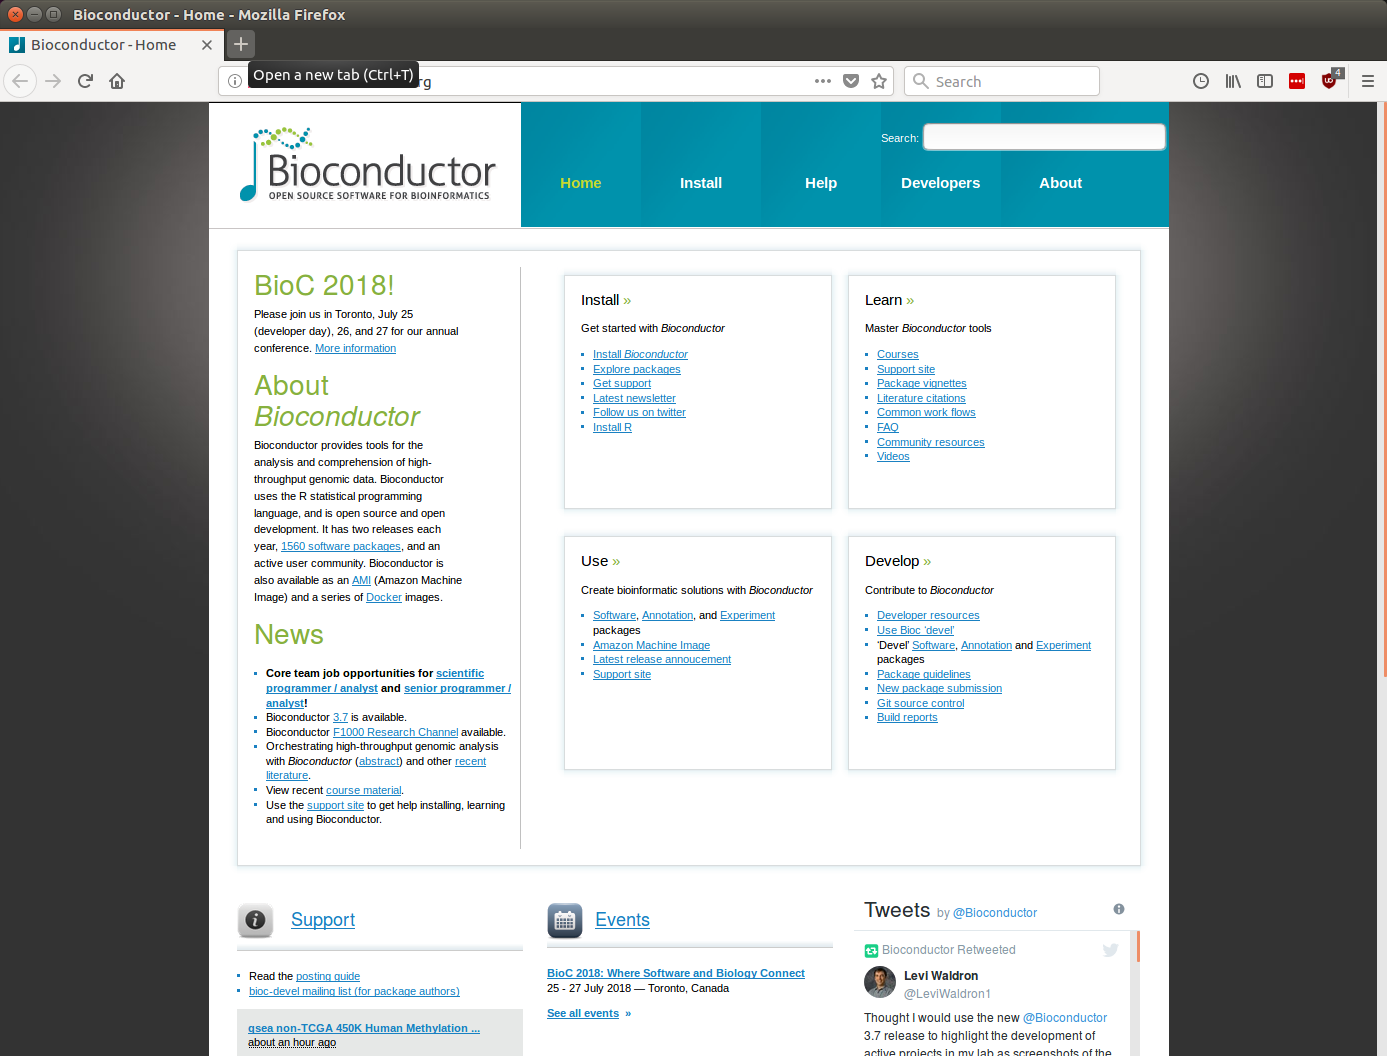 Bioconductor - Home - Mozilla Firefox
Bioconductor - Home
Open a new tab (Ctrl+T)
rg
Search
4
Bioconductor
OPEN SOURCE SOFTWARE FOR BIOINFORMATICS
Search:
Home
Install
Help
Developers
About
BioC 2018!
Please join us in Toronto, July 25
(developer day), 26, and 27 for our annual
conference. More information
About
Bioconductor
Bioconductor provides tools for the
analysis and comprehension of high-
throughput genomic data. Bioconductor
uses the R statistical programming
language, and is open source and open
development. It has two releases each
year, 1560 software packages, and an
active user community. Bioconductor is
also available as an AMI (Amazon Machine
Image) and a series of Docker images.
News
Core team job opportunities for scientific
programmer / analyst and senior programmer /
analyst!
Bioconductor 3.7 is available.
Bioconductor F1000 Research Channel available.
Orchestrating high-throughput genomic analysis
with Bioconductor (abstract) and other recent
literature.
View recent course material.
Use the support site to get help installing, learning
and using Bioconductor.
Install »
Get started with Bioconductor
Install Bioconductor
Explore packages
Get support
Latest newsletter
Follow us on twitter
Install R
Learn »
Master Bioconductor tools
Courses
Support site
Package vignettes
Literature citations
Common work flows
FAQ
Community resources
Videos
Use »
Create bioinformatic solutions with Bioconductor
Software, Annotation, and Experiment
packages
Amazon Machine Image
Latest release annoucement
Support site
Develop »
Contribute to Bioconductor
Developer resources
Use Bioc 'devel'
'Devel' Software, Annotation and Experiment
packages
Package guidelines
New package submission
Git source control
Build reports
Support
Read the posting guide
bioc-devel mailing list (for package authors)
gsea non-TCGA 450K Human Methylation ...
about an hour ago
Events
BioC 2018: Where Software and Biology Connect
25 - 27 July 2018 — Toronto, Canada
See all events »
Tweets by @Bioconductor
Bioconductor Retweeted
Levi Waldron
@LeviWaldron1
Thought I would use the new @Bioconductor
3.7 release to highlight the development of
active projects in my lab as screenshots of the